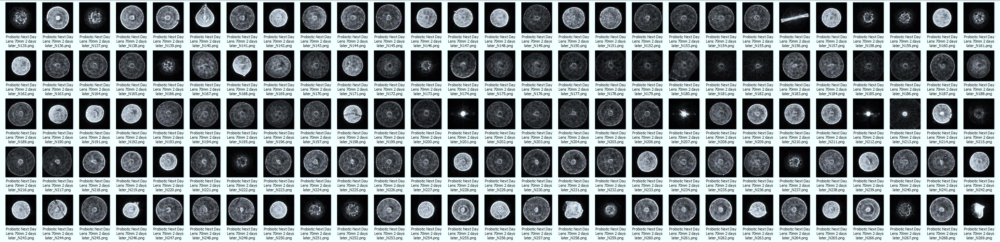 Probiotic Next Day
Lens 70mm 2 days
later_N135.png
Probiotic Next Day
Lens 70mm 2 days
later_N136.png
Probiotic Next Day
Lens 70mm 2 days
later_N137.png
Probiotic Next Day
Lens 70mm 2 days
later_N138.png
Probiotic Next Day
Lens 70mm 2 days
later_N139.png
Probiotic Next Day
Lens 70mm 2 days
later_N140.png
Probiotic Next Day
Lens 70mm 2 days
later_N141.png
Probiotic Next Day
Lens 70mm 2 days
later_N142.png
Probiotic Next Day
Lens 70mm 2 days
later_N143.png
Probiotic Next Day
Lens 70mm 2 days
later_N144.png
Probiotic Next Day
Lens 70mm 2 days
later_N145.png
Probiotic Next Day
Lens 70mm 2 days
later_N146.png
Probiotic Next Day
Lens 70mm 2 days
later_N147.png
Probiotic Next Day
Lens 70mm 2 days
later_N148.png
Probiotic Next Day
Lens 70mm 2 days
later_N149.png
Probiotic Next Day
Lens 70mm 2 days
later_N150.png
Probiotic Next Day
Lens 70mm 2 days
later_N151.png
Probiotic Next Day
Lens 70mm 2 days
later_N152.png
Probiotic Next Day
Lens 70mm 2 days
later_N153.png
Probiotic Next Day
Lens 70mm 2 days
later_N154.png
Probiotic Next Day
Lens 70mm 2 days
later_N155.png
Probiotic Next Day
Lens 70mm 2 days
later_N156.png
Probiotic Next Day
Lens 70mm 2 days
later_N157.png
Probiotic Next Day
Lens 70mm 2 days
later_N158.png
Probiotic Next Day
Lens 70mm 2 days
later_N159.png
Probiotic Next Day
Lens 70mm 2 days
later_N160.png
Probiotic Next Day
Lens 70mm 2 days
later_N161.png
Probiotic Next Day
Lens 70mm 2 days
later_N162.png
Probiotic Next Day
Lens 70mm 2 days
later_N163.png
Probiotic Next Day
Lens 70mm 2 days
later_N164.png
Probiotic Next Day
Lens 70mm 2 days
later_N165.png
Probiotic Next Day
Lens 70mm 2 days
later_N166.png
Probiotic Next Day
Lens 70mm 2 days
later_N167.png
Probiotic Next Day
Lens 70mm 2 days
later_N168.png
Probiotic Next Day
Lens 70mm 2 days
later_N169.png
Probiotic Next Day
Lens 70mm 2 days
later_N170.png
Probiotic Next Day
Lens 70mm 2 days
later_N171.png
Probiotic Next Day
Lens 70mm 2 days
later_N172.png
Probiotic Next Day
Lens 70mm 2 days
later_N173.png
Probiotic Next Day
Lens 70mm 2 days
later_N174.png
Probiotic Next Day
Lens 70mm 2 days
later_N175.png
Probiotic Next Day
Lens 70mm 2 days
later_N176.png
Probiotic Next Day
Lens 70mm 2 days
later_N177.png
Probiotic Next Day
Lens 70mm 2 days
later_N178.png
Probiotic Next Day
Lens 70mm 2 days
later_N179.png
Probiotic Next Day
Lens 70mm 2 days
later_N180.png
Probiotic Next Day
Lens 70mm 2 days
later_N181.png
Probiotic Next Day
Lens 70mm 2 days
later_N182.png
Probiotic Next Day
Lens 70mm 2 days
later_N183.png
Probiotic Next Day
Lens 70mm 2 days
later_N184.png
Probiotic Next Day
Lens 70mm 2 days
later_N185.png
Probiotic Next Day
Lens 70mm 2 days
later_N186.png
Probiotic Next Day
Lens 70mm 2 days
later_N187.png
Probiotic Next Day
Lens 70mm 2 days
later_N188.png
Probiotic Next Day
Lens 70mm 2 days
later_N189.png
Probiotic Next Day
Lens 70mm 2 days
later_N190.png
Probiotic Next Day
Lens 70mm 2 days
later_N191.png
Probiotic Next Day
Lens 70mm 2 days
later_N192.png
Probiotic Next Day
Lens 70mm 2 days
later_N193.png
Probiotic Next Day
Lens 70mm 2 days
later_N194.png
Probiotic Next Day
Lens 70mm 2 days
later_N195.png
Probiotic Next Day
Lens 70mm 2 days
later_N196.png
Probiotic Next Day
Lens 70mm 2 days
later_N197.png
Probiotic Next Day
Lens 70mm 2 days
later_N198.png
Probiotic Next Day
Lens 70mm 2 days
later_N199.png
Probiotic Next Day
Lens 70mm 2 days
later_N200.png
Probiotic Next Day
Lens 70mm 2 days
later_N201.png
Probiotic Next Day
Lens 70mm 2 days
later_N202.png
Probiotic Next Day
Lens 70mm 2 days
later_N203.png
Probiotic Next Day
Lens 70mm 2 days
later_N204.png
Probiotic Next Day
Lens 70mm 2 days
later_N205.png
Probiotic Next Day
Lens 70mm 2 days
later_N206.png
Probiotic Next Day
Lens 70mm 2 days
later_N207.png
Probiotic Next Day
Lens 70mm 2 days
later_N208.png
Probiotic Next Day
Lens 70mm 2 days
later_N209.png
Probiotic Next Day
Lens 70mm 2 days
later_N210.png
Probiotic Next Day
Lens 70mm 2 days
later_N211.png
Probiotic Next Day
Lens 70mm 2 days
later_N212.png
Probiotic Next Day
Lens 70mm 2 days
later_N213.png
Probiotic Next Day
Lens 70mm 2 days
later_N214.png
Probiotic Next Day
Lens 70mm 2 days
later_N215.png
Probiotic Next Day
Lens 70mm 2 days
later_N216.png
Probiotic Next Day
Lens 70mm 2 days
later_N217.png
Probiotic Next Day
Lens 70mm 2 days
later_N218.png
Probiotic Next Day
Lens 70mm 2 days
later_N219.png
Probiotic Next Day
Lens 70mm 2 days
later_N220.png
Probiotic Next Day
Lens 70mm 2 days
later_N221.png
Probiotic Next Day
Lens 70mm 2 days
later_N222.png
Probiotic Next Day
Lens 70mm 2 days
later_N223.png
Probiotic Next Day
Lens 70mm 2 days
later_N224.png
Probiotic Next Day
Lens 70mm 2 days
later_N225.png
Probiotic Next Day
Lens 70mm 2 days
later_N226.png
Probiotic Next Day
Lens 70mm 2 days
later_N227.png
Probiotic Next Day
Lens 70mm 2 days
later_N228.png
Probiotic Next Day
Lens 70mm 2 days
later_N229.png
Probiotic Next Day
Lens 70mm 2 days
later_N230.png
Probiotic Next Day
Lens 70mm 2 days
later_N231.png
Probiotic Next Day
Lens 70mm 2 days
later_N232.png
Probiotic Next Day
Lens 70mm 2 days
later_N233.png
Probiotic Next Day
Lens 70mm 2 days
later_N234.png
Probiotic Next Day
Lens 70mm 2 days
later_N235.png
Probiotic Next Day
Lens 70mm 2 days
later_N236.png
Probiotic Next Day
Lens 70mm 2 days
later_N237.png
Probiotic Next Day
Lens 70mm 2 days
later_N238.png
Probiotic Next Day
Lens 70mm 2 days
later_N239.png
Probiotic Next Day
Lens 70mm 2 days
later_N240.png
Probiotic Next Day
Lens 70mm 2 days
later_N241.png
Probiotic Next Day
Lens 70mm 2 days
later_N242.png
Probiotic Next Day
Lens 70mm 2 days
later_N243.png
Probiotic Next Day
Lens 70mm 2 days
later_N244.png
Probiotic Next Day
Lens 70mm 2 days
later_N245.png
Probiotic Next Day
Lens 70mm 2 days
later_N246.png
Probiotic Next Day
Lens 70mm 2 days
later_N247.png
Probiotic Next Day
Lens 70mm 2 days
later_N248.png
Probiotic Next Day
Lens 70mm 2 days
later_N249.png
Probiotic Next Day
Lens 70mm 2 days
later_N250.png
Probiotic Next Day
Lens 70mm 2 days
later_N251.png
Probiotic Next Day
Lens 70mm 2 days
later_N252.png
Probiotic Next Day
Lens 70mm 2 days
later_N253.png
Probiotic Next Day
Lens 70mm 2 days
later_N254.png
Probiotic Next Day
Lens 70mm 2 days
later_N255.png
Probiotic Next Day
Lens 70mm 2 days
later_N256.png
Probiotic Next Day
Lens 70mm 2 days
later_N257.png
Probiotic Next Day
Lens 70mm 2 days
later_N258.png
Probiotic Next Day
Lens 70mm 2 days
later_N259.png
Probiotic Next Day
Lens 70mm 2 days
later_N260.png
Probiotic Next Day
Lens 70mm 2 days
later_N261.png
Probiotic Next Day
Lens 70mm 2 days
later_N262.png
Probiotic Next Day
Lens 70mm 2 days
later_N263.png
Probiotic Next Day
Lens 70mm 2 days
later_N264.png
Probiotic Next Day
Lens 70mm 2 days
later_N265.png
Probiotic Next Day
Lens 70mm 2 days
later_N266.png
Probiotic Next Day
Lens 70mm 2 days
later_N267.png
Probiotic Next Day
Lens 70mm 2 days
later_N268.png
Probiotic Next Day
Lens 70mm 2 days
later_N269.png